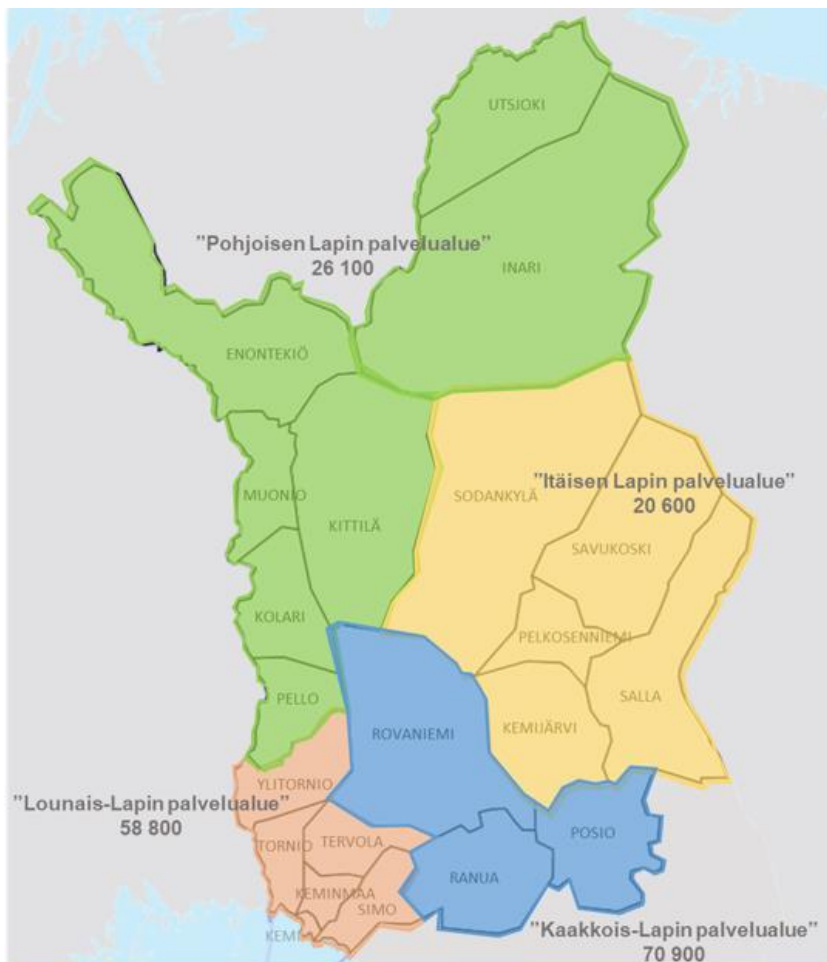 UTSJOKI
”Pohjoisen Lapin palvelualue”
26 100
INARI
ENONTEKIÖ
”Itäisen Lapin palvelualue”
20 600
MUONIO
KITTILÄ
SODANKYLÄ
SAVUKOSKI
KOLARI
PELKOSENNIEMI
PELLO
SALLA
ROVANIEMI
KEMIJÄRVI
YLITORNIO
”Lounais-Lapin palvelualue”
58 800
TORNIO
TERVOLA
POSIO
RANUA
KEMINMAA
SIMO
KEMI
”Kaakkois-Lapin palvelualue”
70 900